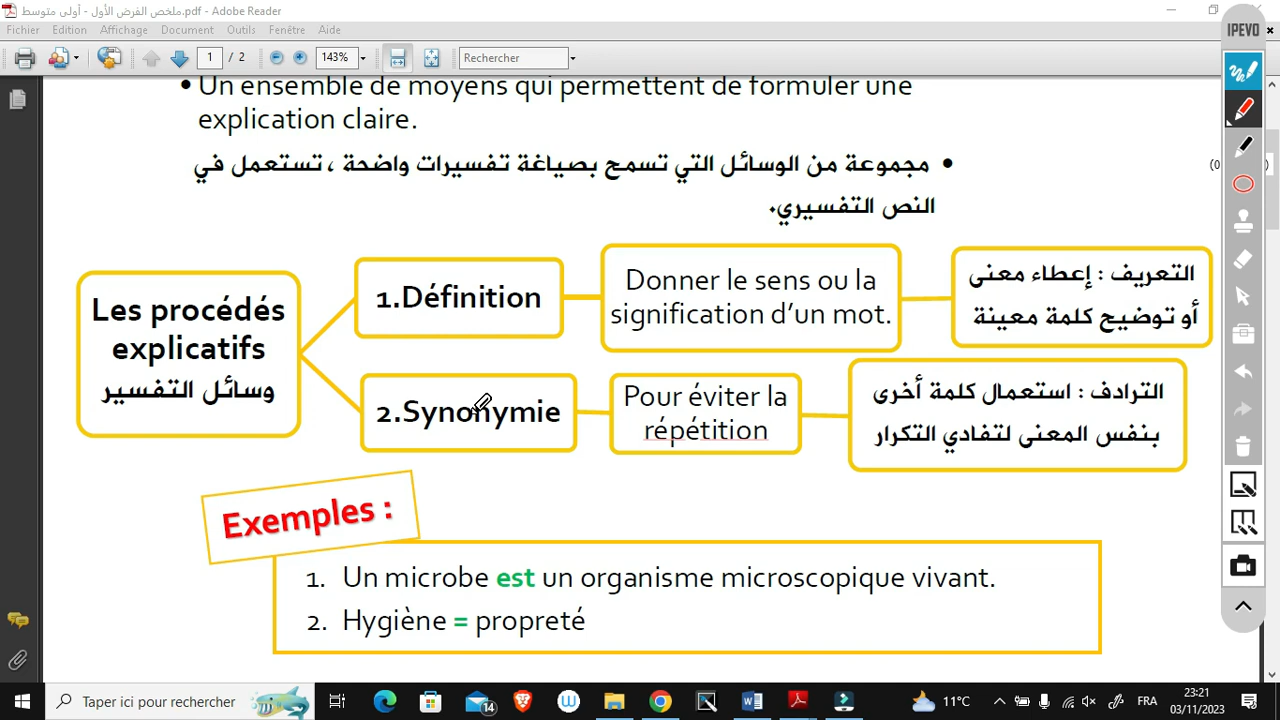 ملخص الفرض الأول - أولى متوسط.pdf - Adobe Reader
Fichier Edition Affichage Document Outils Fenêtre Aide
1 / 2 143% Rechercher
IPEVO
• Un ensemble de moyens qui permettent de formuler une
explication claire.
• مجموعة من الوسائل التي تسمح بصياغة تفسيرات واضحة ، تستعمل في
النص التفسيري.
Les procédés
explicatifs
وسائل التفسير
1.Définition
Donner le sens ou la
signification d'un mot.
التعريف : إعطاء معنى
أو توضيح كلمة معينة
2.Synonymie
Pour éviter la
répétition
الترادف : استعمال كلمة أخرى
بنفس المعنى لتفادي التكرار
Exemples :
1. Un microbe est un organisme microscopique vivant.
2. Hygiène = propreté
Taper ici pour rechercher
14
11°C
FRA
23:21
03/11/2023